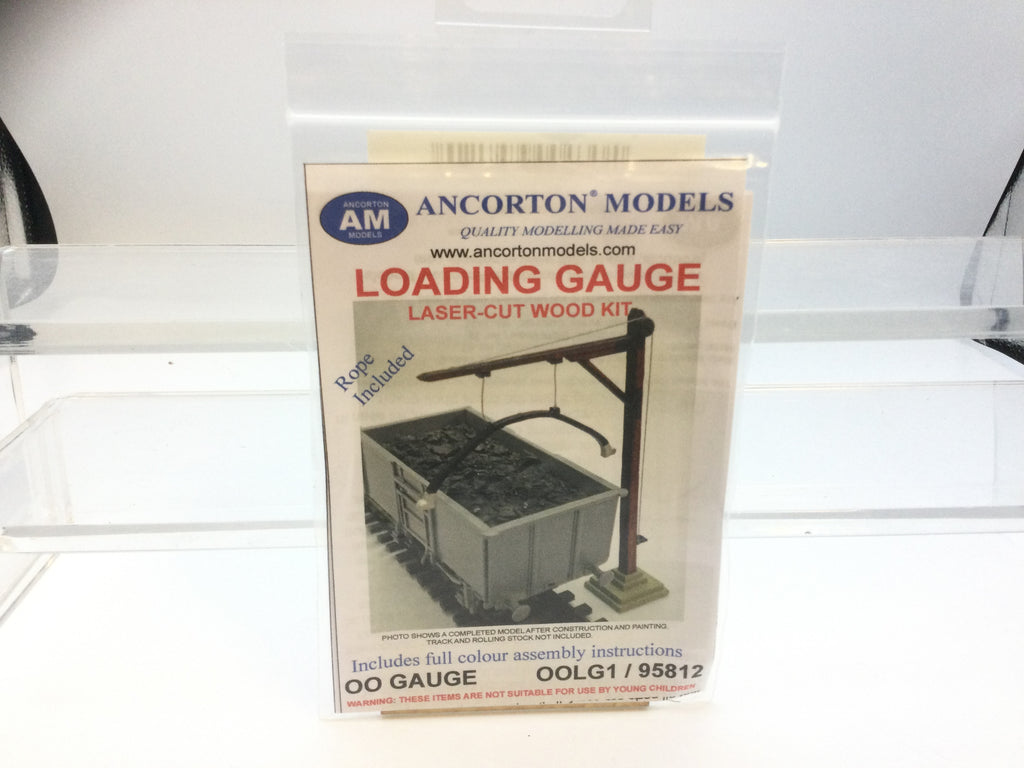 ANCORTON
AM
MODELS
ANCORTON® MODELS
QUALITY MODELLING MADE EASY
www.ancortonmodels.com
LOADING GAUGE
LASER-CUT WOOD KIT
Rope
Included
PHOTO SHOWS A COMPLETED MODEL AFTER CONSTRUCTION AND PAINTING.
TRACK AND ROLLING STOCK NOT INCLUDED.
Includes full colour assembly instructions
OO GAUGE OOLG1 / 95812
WARNING: THESE ITEMS ARE NOT SUITABLE FOR USE BY YOUNG CHILDREN